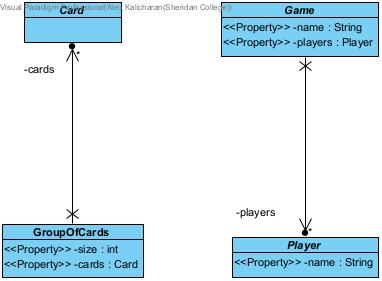 Visual Paradigm Professional(Alex Kalicharan(Sheridan College))
Card
*
-cards
GroupOfCards
<<Property>> -size : int
<<Property>> -cards : Card
Game
<<Property>> -name : String
<<Property>> -players : Player
-players
*
Player
<<Property>> -name : String